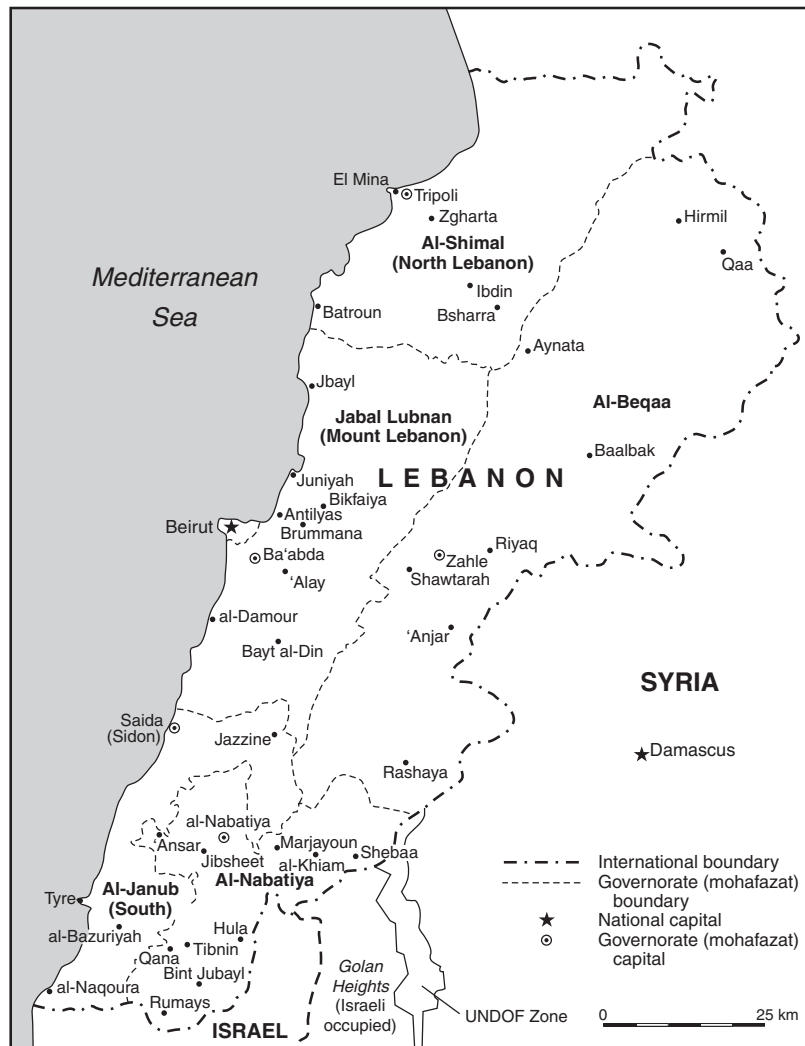 El Mina
Tripoli
Zgharta
Hirmil
Al-Shimal
(North Lebanon)
Qaa
Mediterranean
Sea
Ibdin
Batroun
Bsharra
Aynata
Jbayl
Al-Beqaa
Jabal Lubnan
(Mount Lebanon)
Baalbak
LEBANON
Juniyah
Bikfaiya
Antilyas
Beirut
Brummana
Riyaq
Ba‘abda
Zahle
‘Alay
Shawtarah
al-Damour
‘Anjar
Bayt al-Din
SYRIA
Saida
(Sidon)
Jazzine
Damascus
Rashaya
al-Nabatiya
Ansar
Marjayoun
Jibsheet
al-Khiam
Shebaa
International boundary
Al-Nabatiya
Governorate (mohafazat)
boundary
Al-Janub
(South)
Tyre
National capital
Hula
al-Bazuriyah
Tibnin
Governorate (mohafazat)
capital
Qana
Bint Jubayl
Golan
Heights
(Israeli
occupied)
al-Naqoura
Rumays
UNDOF Zone
ISRAEL
0 25 km